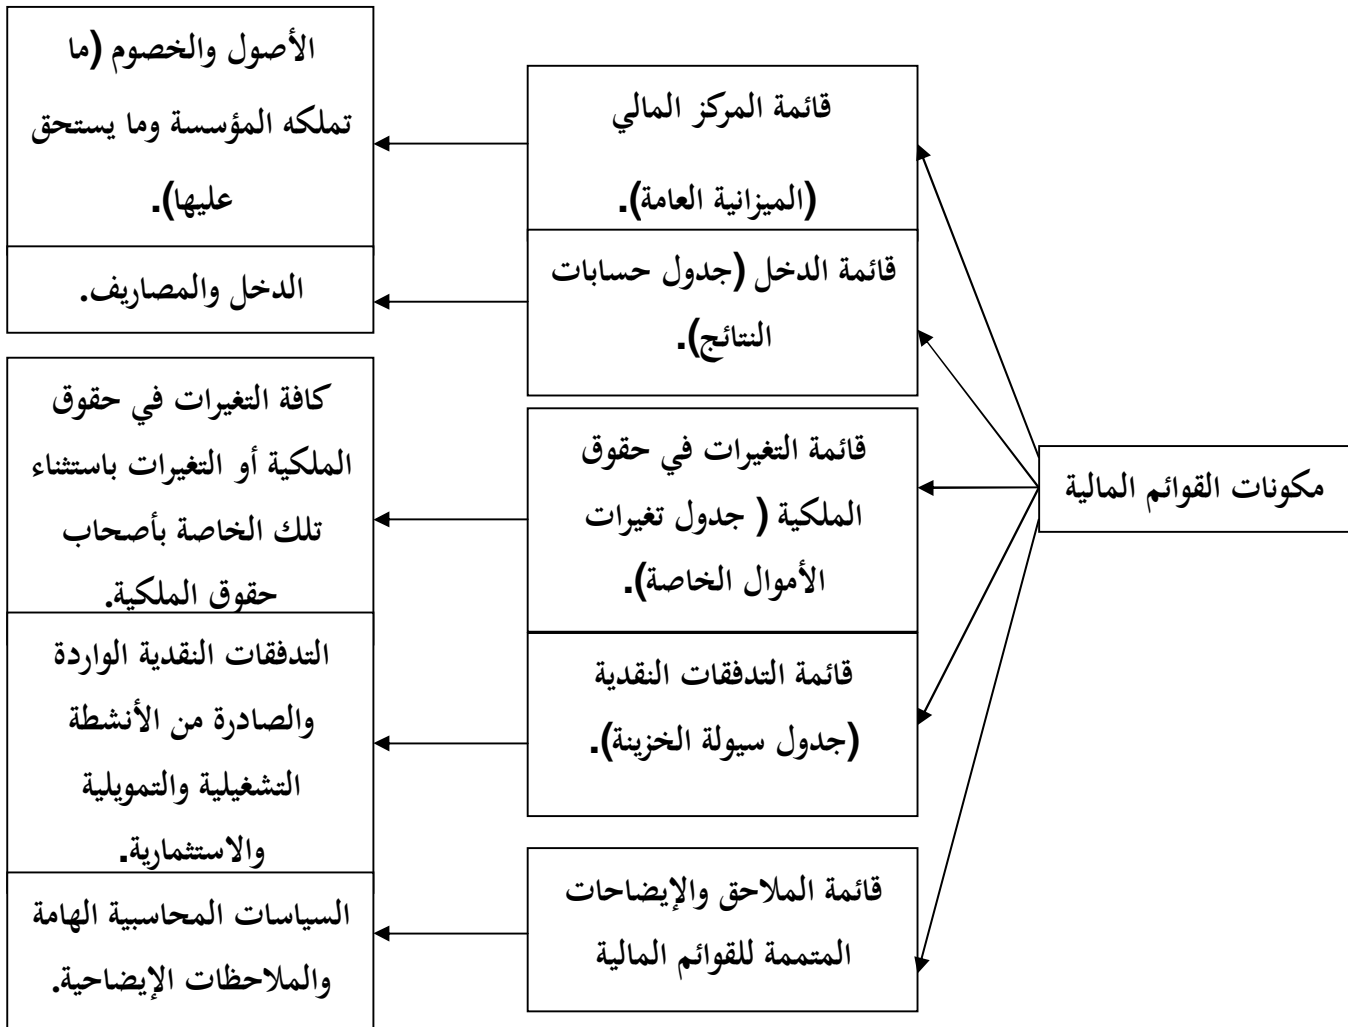 مكونات القوائم المالية
قائمة المركز المالي
(الميزانية العامة).
الأصول والخصوم (ما
تملكه المؤسسة وما يستحق
عليها).
قائمة الدخل (جدول حسابات
النتائج).
الدخل والمصاريف.
قائمة التغيرات في حقوق
الملكية ( جدول تغيرات
الأموال الخاصة).
كافة التغيرات في حقوق
الملكية أو التغيرات باستثناء
تلك الخاصة بأصحاب
حقوق الملكية.
قائمة التدفقات النقدية
(جدول سيولة الخزينة).
التدفقات النقدية الواردة
والصادرة من الأنشطة
التشغيلية والتمويلية
والاستثمارية.
قائمة الملاحق والإيضاحات
المتممة للقوائم المالية
السياسات المحاسبية الهامة
والملاحظات الإيضاحية.